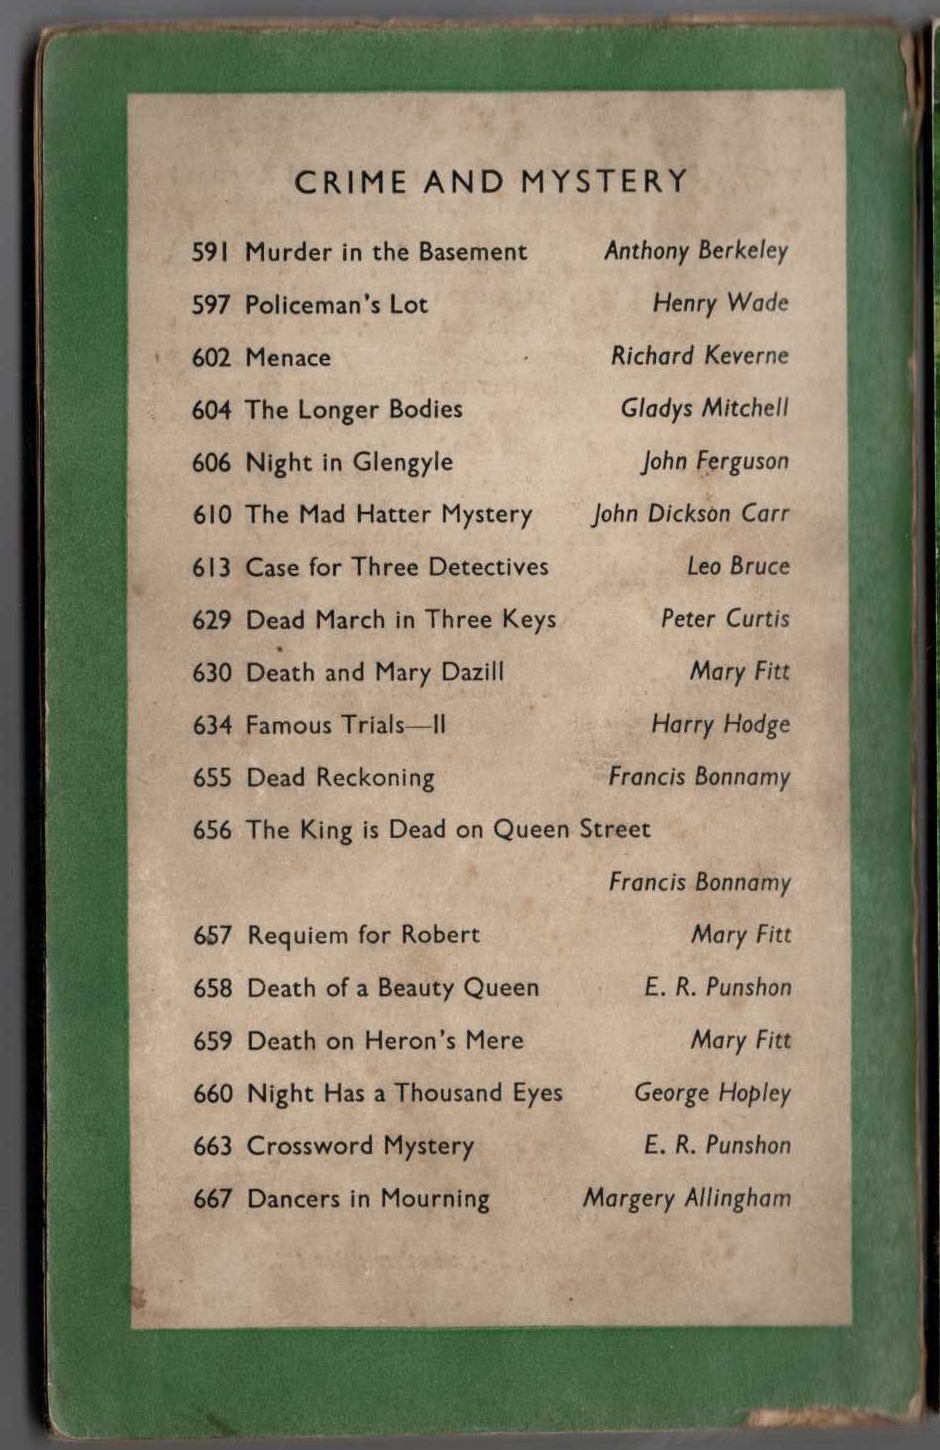 CRIME AND MYSTERY
591 Murder in the Basement Anthony Berkeley
597 Policeman's Lot Henry Wade
602 Menace Richard Keverne
604 The Longer Bodies Gladys Mitchell
606 Night in Glengyle John Ferguson
610 The Mad Hatter Mystery John Dickson Carr
613 Case for Three Detectives Leo Bruce
629 Dead March in Three Keys Peter Curtis
630 Death and Mary Dazill Mary Fitt
634 Famous Trials—II Harry Hodge
655 Dead Reckoning Francis Bonnamy
656 The King is Dead on Queen Street
Francis Bonnamy
657 Requiem for Robert Mary Fitt
658 Death of a Beauty Queen E. R. Punshon
659 Death on Heron's Mere Mary Fitt
660 Night Has a Thousand Eyes George Hopley
663 Crossword Mystery E. R. Punshon
667 Dancers in Mourning Margery Allingham